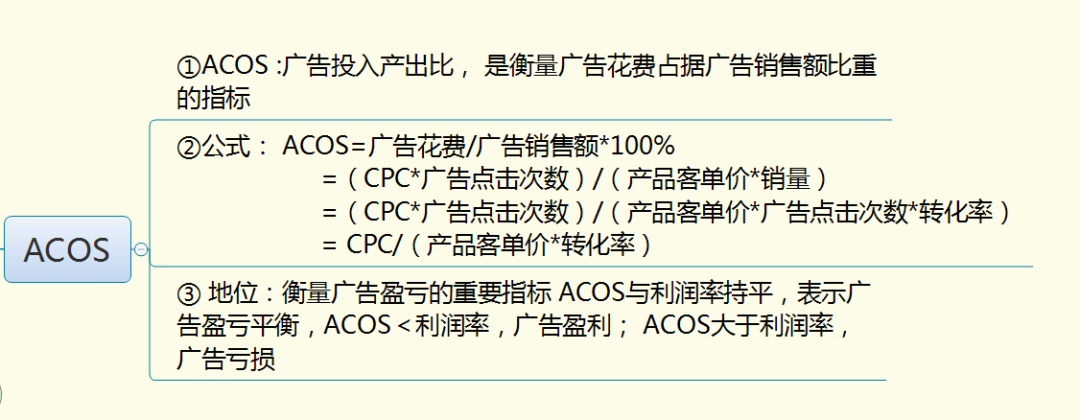 ①ACOS :广告投入产出比， 是衡量广告花费占据广告销售额比重
的指标
②公式： ACOS=广告花费/广告销售额*100%
=（CPC*广告点击次数）/（产品客单价*销量）
=（CPC*广告点击次数）/（产品客单价*广告点击次数*转化率）
= CPC/（产品客单价*转化率）
ACOS
③ 地位：衡量广告盈亏的重要指标 ACOS与利润率持平，表示广
告盈亏平衡，ACOS＜利润率，广告盈利； ACOS大于利润率，
广告亏损